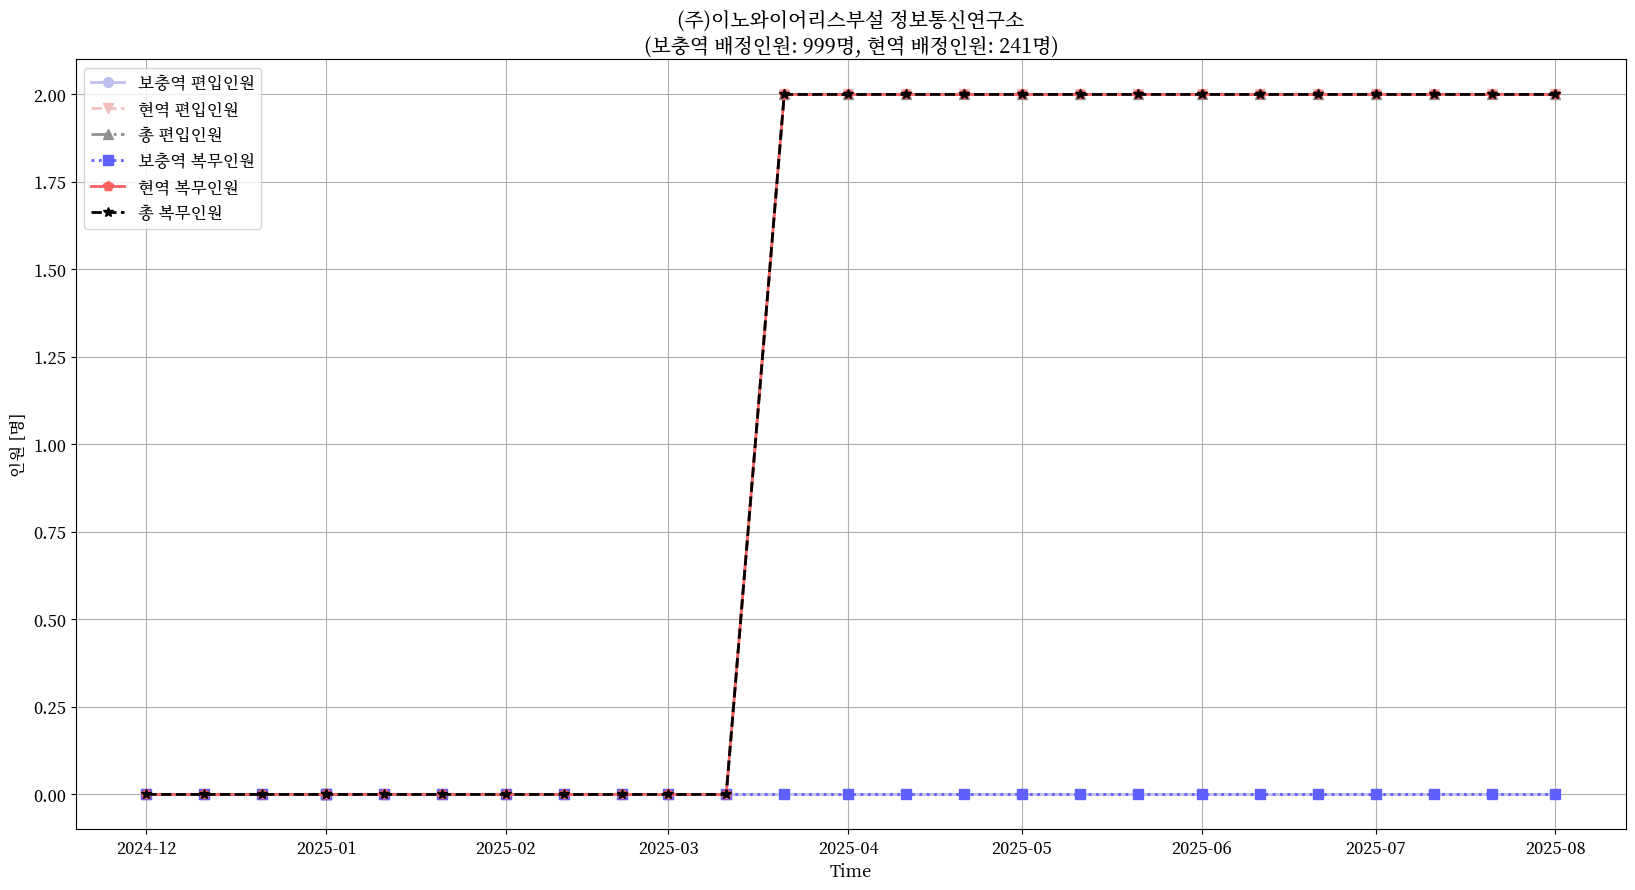 (주)이노와이어리스부설 정보통신연구소
(보충역 배정인원: 999명, 현역 배정인원: 241명)
보충역 편입인원
현역 편입인원
총 편입인원
보충역 복무인원
현역 복무인원
총 복무인원
인원 [명]
2.00
1.75
1.50
1.25
1.00
0.75
0.50
0.25
0.00
2024-12
2025-01
2025-02
2025-03
2025-04
2025-05
2025-06
2025-07
2025-08
Time